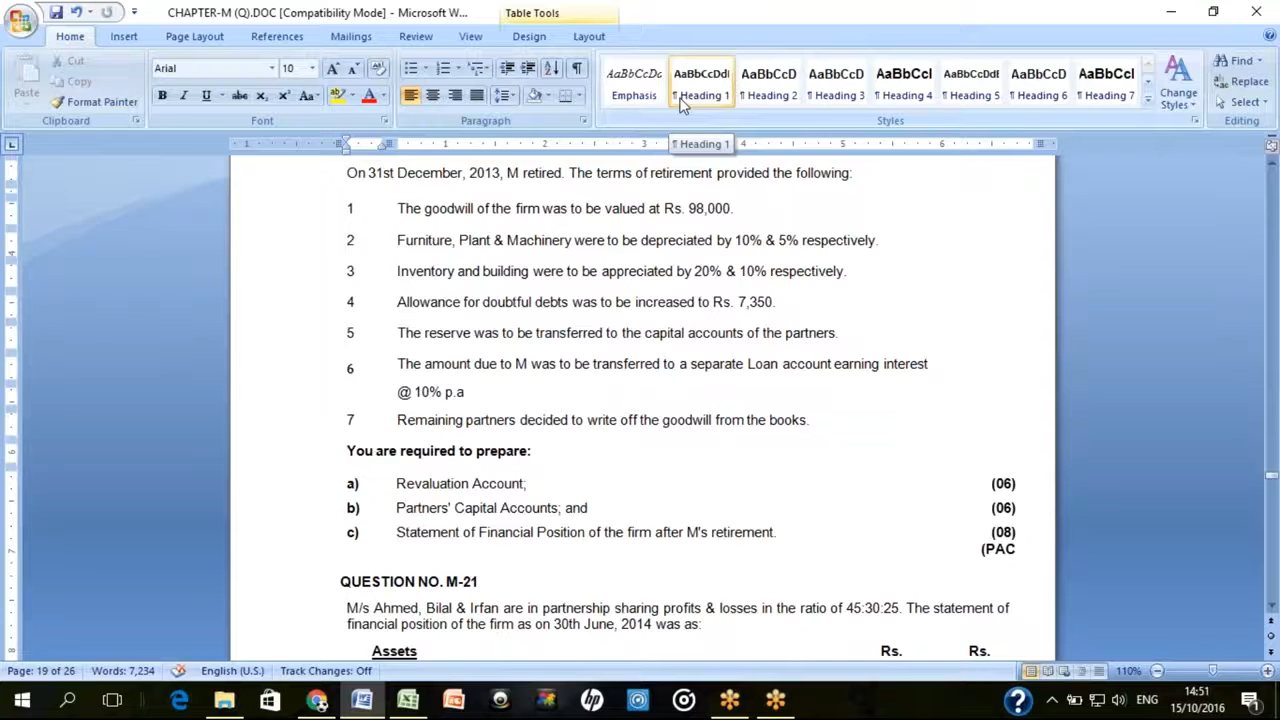 CHAPTER-M (Q).DOC [Compatibility Mode] - Microsoft W...
Table Tools
Home Insert Page Layout References Mailings Review View Design Layout
Cut
Copy
Format Painter
Paste
Clipboard
Arial 10
Font
Paragraph
AaBbCcDc AaBbCcDdl AaBbCcD AaBbCcD AaBbCcl AaBbCcDdE AaBbCcD AaBbCcl
Emphasis ¶ Heading 1 ¶ Heading 2 ¶ Heading 3 ¶ Heading 4 ¶ Heading 5 ¶ Heading 6 ¶ Heading 7
Styles
Change Styles
Find
Replace
Select
Editing
¶ Heading 1
On 31st December, 2013, M retired. The terms of retirement provided the following:
1 The goodwill of the firm was to be valued at Rs. 98,000.
2 Furniture, Plant & Machinery were to be depreciated by 10% & 5% respectively.
3 Inventory and building were to be appreciated by 20% & 10% respectively.
4 Allowance for doubtful debts was to be increased to Rs. 7,350.
5 The reserve was to be transferred to the capital accounts of the partners.
6 The amount due to M was to be transferred to a separate Loan account earning interest
@ 10% p.a
7 Remaining partners decided to write off the goodwill from the books.
You are required to prepare:
a) Revaluation Account; (06)
b) Partners' Capital Accounts; and (06)
c) Statement of Financial Position of the firm after M's retirement. (08)
(PAC
QUESTION NO. M-21
M/s Ahmed, Bilal & Irfan are in partnership sharing profits & losses in the ratio of 45:30:25. The statement of
financial position of the firm as on 30th June, 2014 was as:
Assets Rs. Rs.
Page: 19 of 26 Words: 7,234 English (U.S.) Track Changes: Off 110%
ENG 14:51
15/10/2016